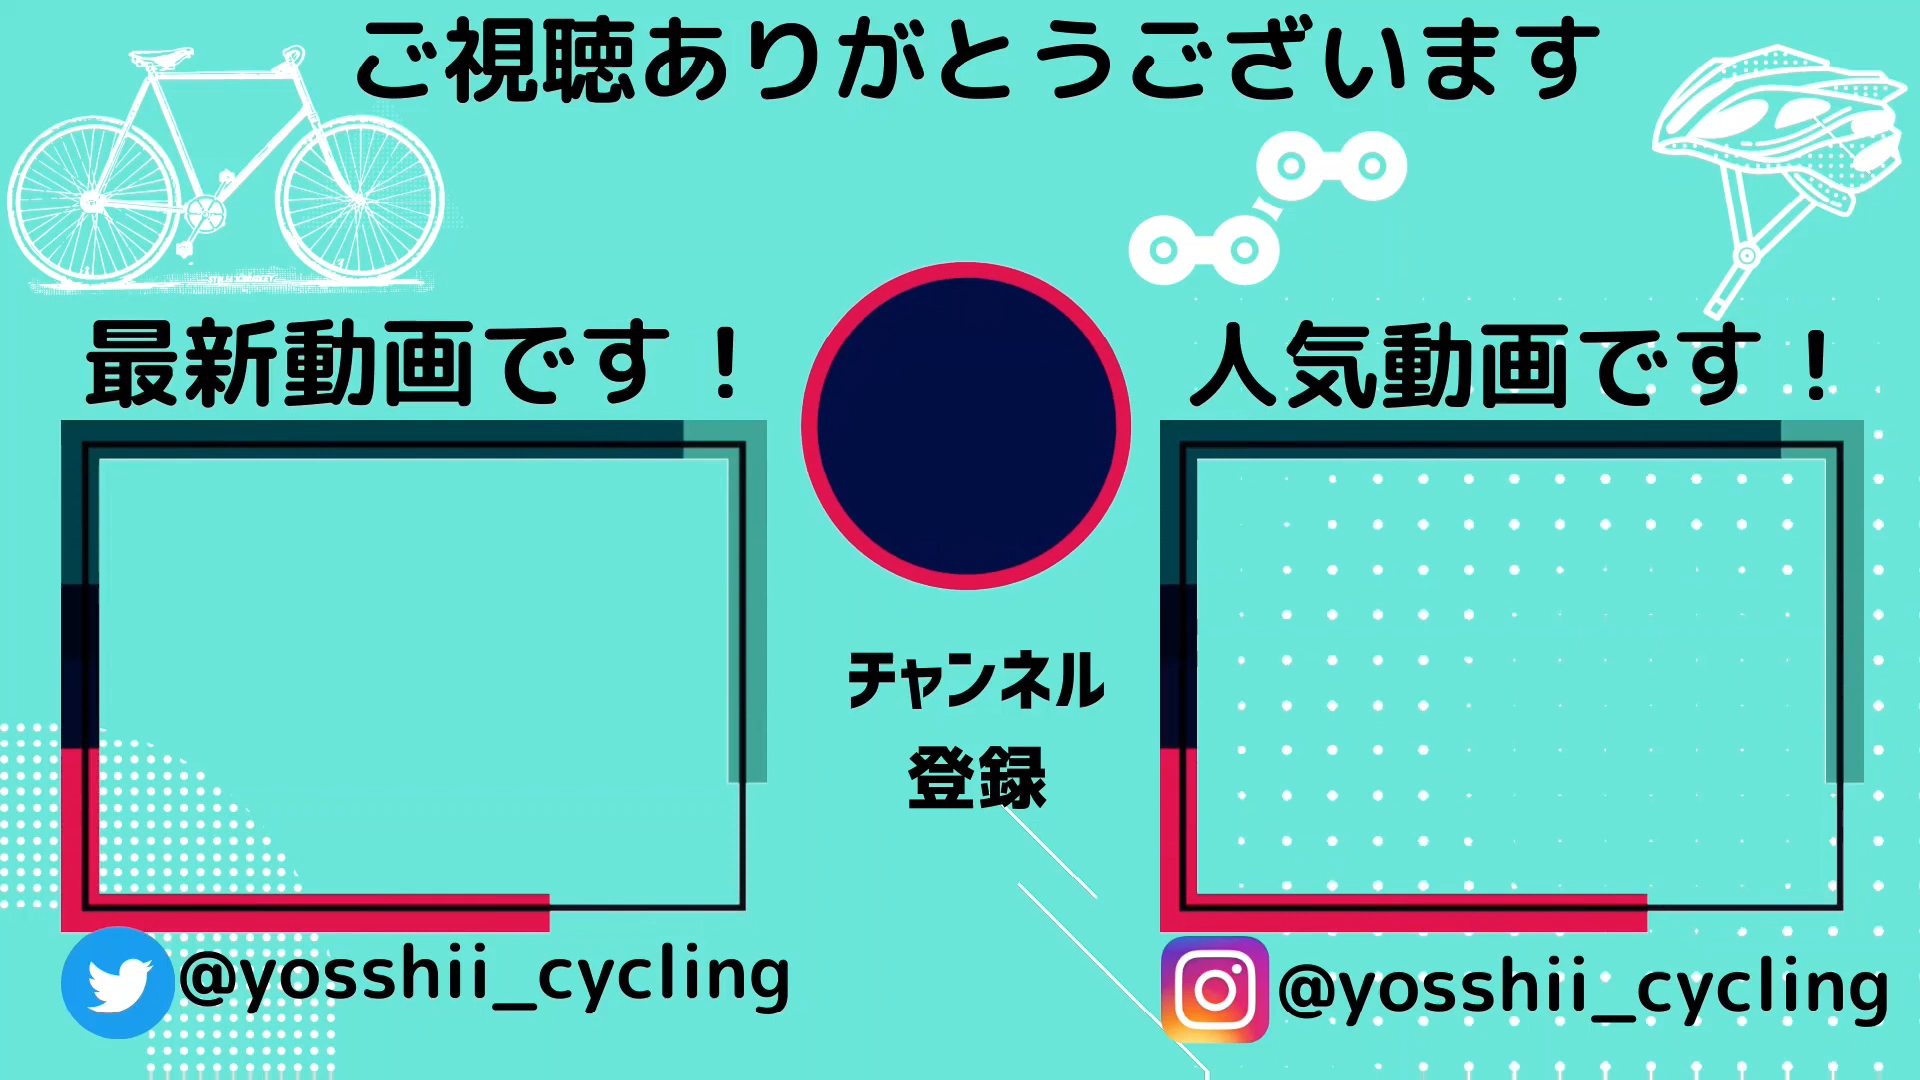 ご視聴ありがとうございます
最新動画です！
人気動画です！
チャンネル
登録
@yosshii_cycling
@yosshii_cycling